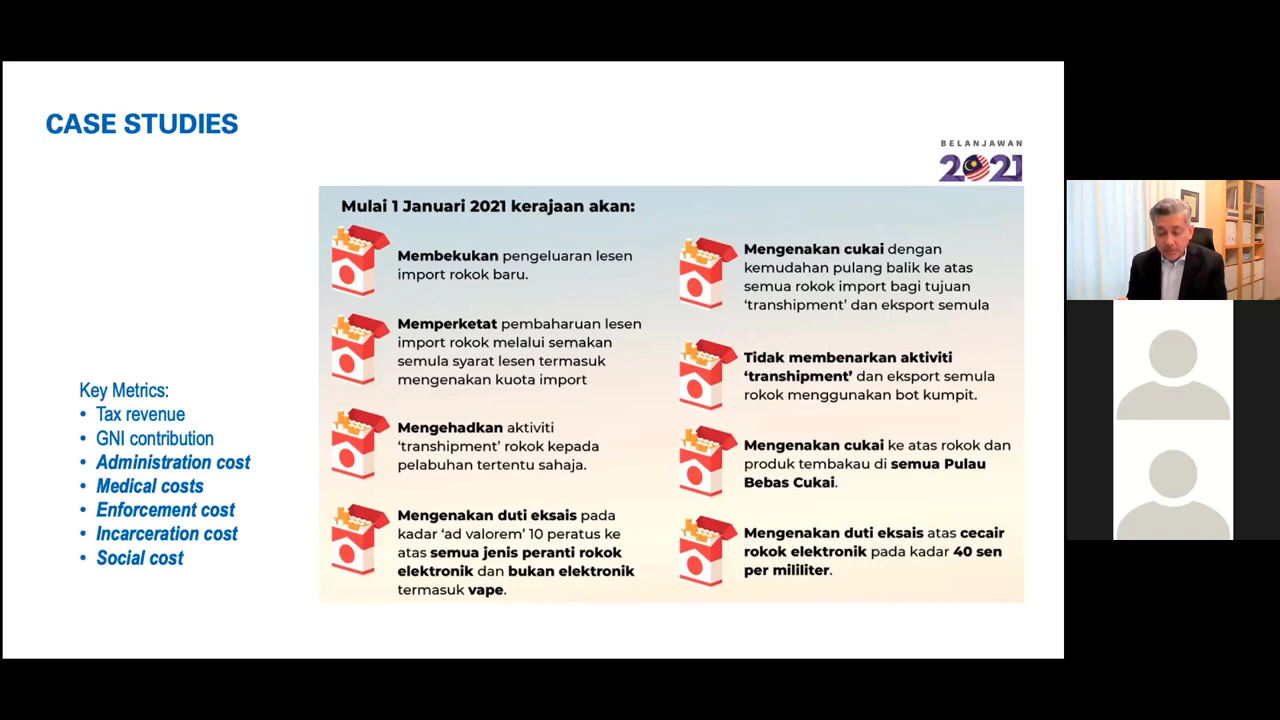 CASE STUDIES
BELANJAWAN
2021
Key Metrics:
• Tax revenue
• GNI contribution
• Administration cost
• Medical costs
• Enforcement cost
• Incarceration cost
• Social cost
Mulai 1 Januari 2021 kerajaan akan:
Membekukan pengeluaran lesen
import rokok baru.
Memperketat pembaharuan lesen
import rokok melalui semakan
semula syarat lesen termasuk
mengenakan kuota import
Mengehadkan aktiviti
‘transhipment’ rokok kepada
pelabuhan tertentu sahaja.
Mengenakan duti eksais pada
kadar ‘ad valorem’ 10 peratus ke
atas semua jenis peranti rokok
elektronik dan bukan elektronik
termasuk vape.
Mengenakan cukai dengan
kemudahan pulang balik ke atas
semua rokok import bagi tujuan
‘transhipment’ dan eksport semula
Tidak membenarkan aktiviti
‘transhipment’ dan eksport semula
rokok menggunakan bot kumpit.
Mengenakan cukai ke atas rokok dan
produk tembakau di semua Pulau
Bebas Cukai.
Mengenakan duti eksais atas cecair
rokok elektronik pada kadar 40 sen
per mililiter.